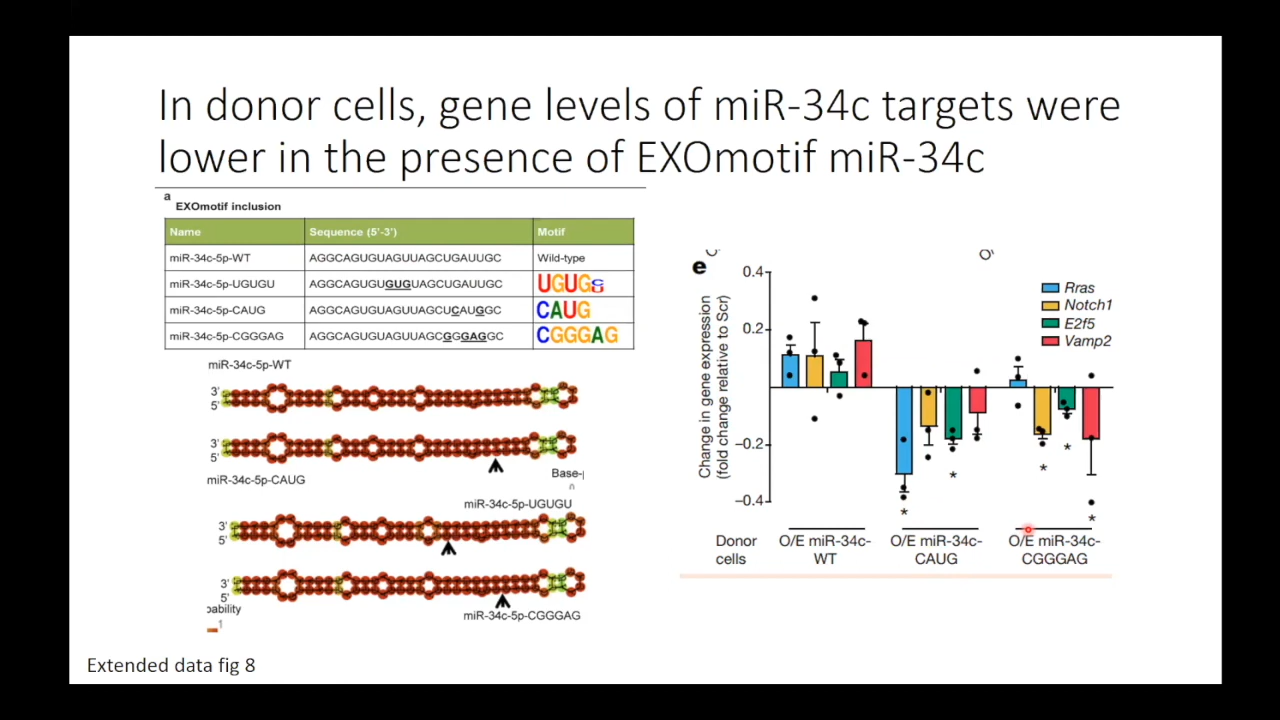 In donor cells, gene levels of miR-34c targets were
lower in the presence of EXOmotif miR-34c
a
EXOmotif inclusion
Name Sequence (5'-3') Motif
miR-34c-5p-WT AGGCAGUGUAGUUAGCUGAUUGC Wild-type
miR-34c-5p-UGUGU AGGCAGUGUGUGUAGCUGAUUGC UGUG
miR-34c-5p-CAUG AGGCAGUGUAGUUAGCUCAUGGC CAUG
miR-34c-5p-CGGGAG AGGCAGUGUAGUUAGCGGGAGGC CGGGAG
miR-34c-5p-WT
3'
5'
3'
5'
miR-34c-5p-CAUG
Base-
0
miR-34c-5p-UGUGU
3'
5'
3'
5'
bability
1
miR-34c-5p-CGGGAG
e
Change in gene expression
(fold change relative to Scr)
0.4
0.2
−0.2
−0.4
Rras
Notch1
E2f5
Vamp2
* * * * *
Donor
cells
O/E miR-34c-
WT
O/E miR-34c-
CAUG
O/E miR-34c-
CGGGAG
Extended data fig 8